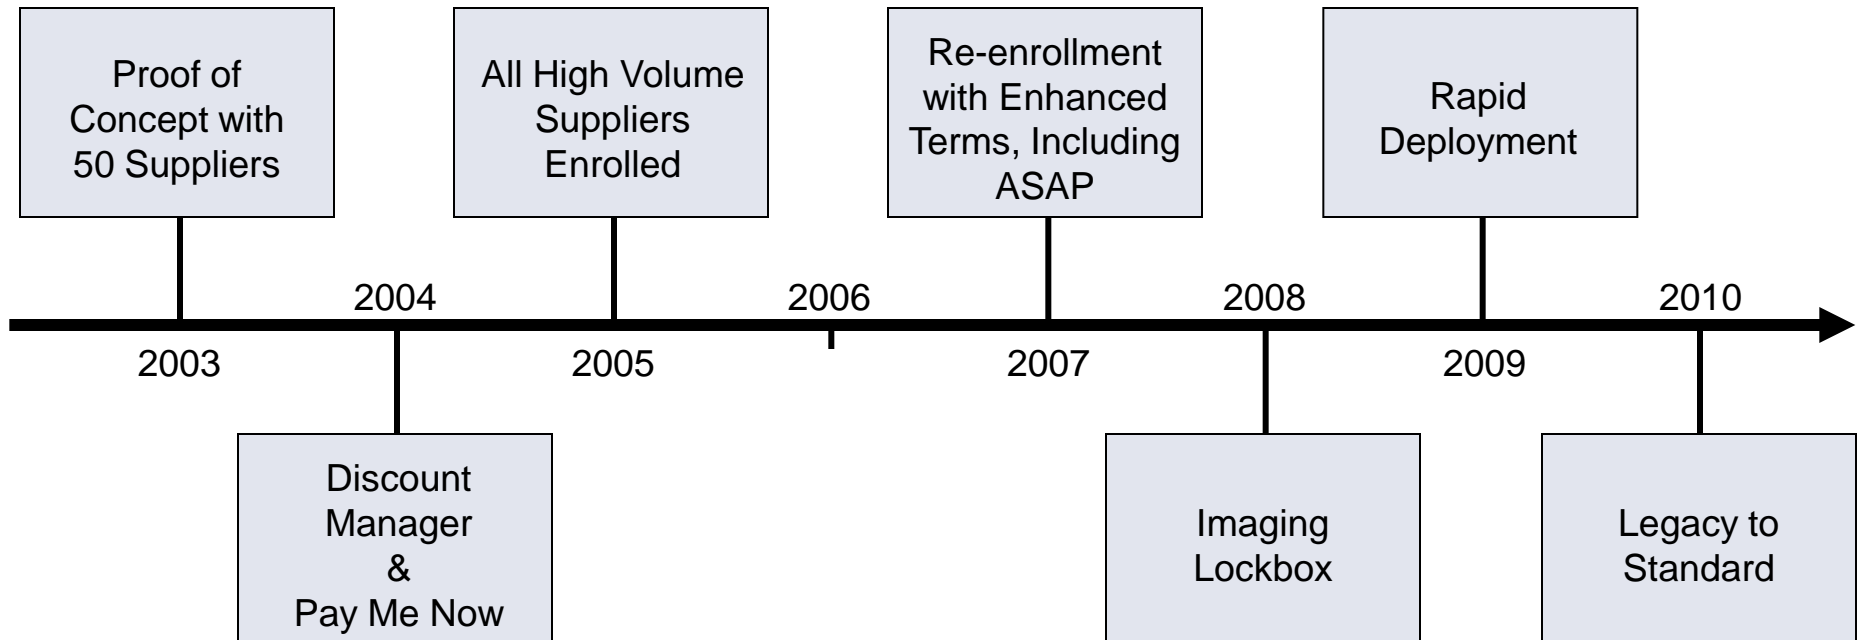 Proof of
Concept with
50 Suppliers
All High Volume
Suppliers
Enrolled
Re-enrollment
with Enhanced
Terms, Including
ASAP
Rapid
Deployment
2004
2006
2008
2010
2003
2005
2007
2009
Discount
Manager
&
Pay Me Now
Imaging
Lockbox
Legacy to
Standard